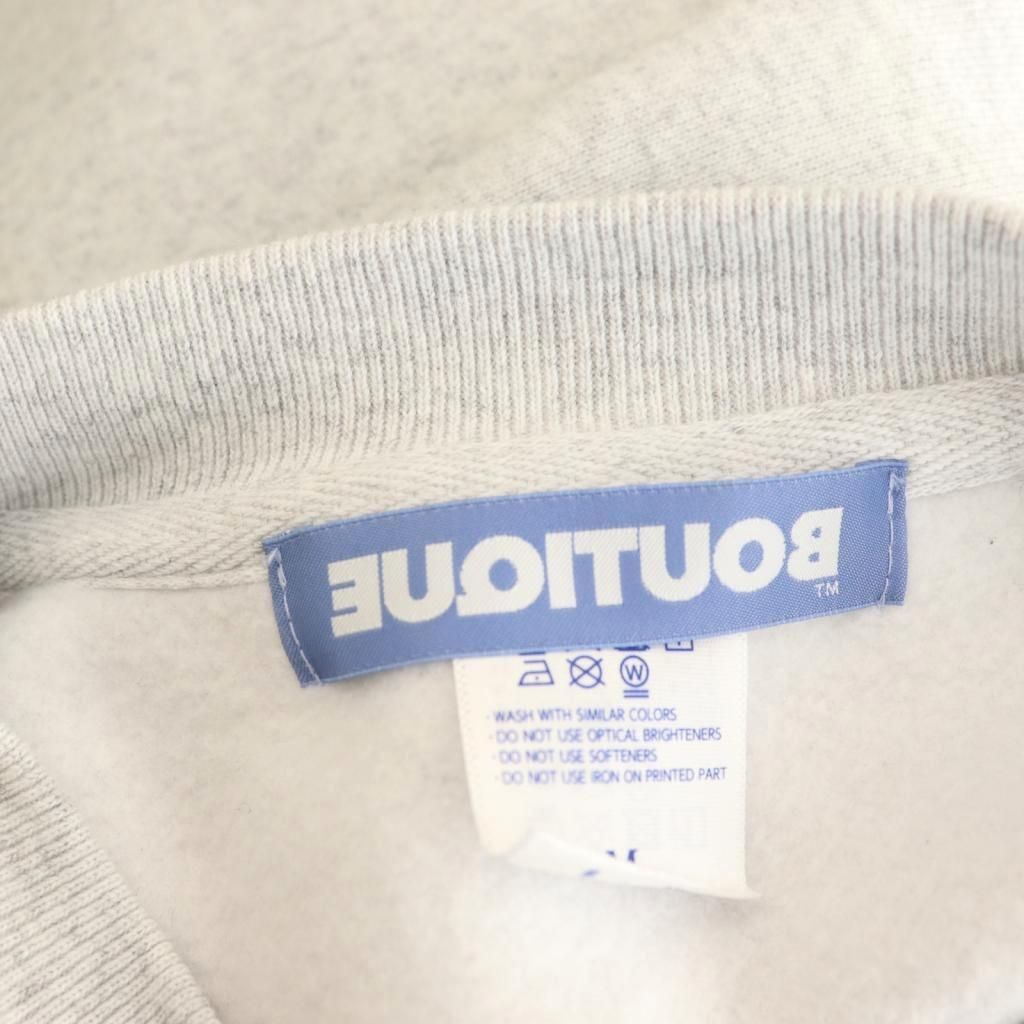 BOUTIQUE
TM
W
· WASH WITH SIMILAR COLORS
· DO NOT USE OPTICAL BRIGHTENERS
· DO NOT USE SOFTENERS
· DO NOT USE IRON ON PRINTED PART